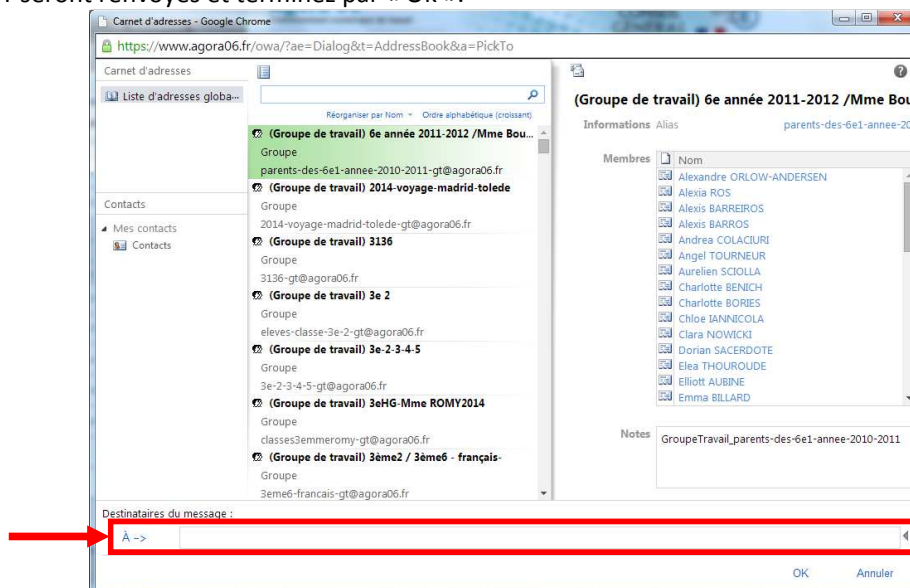 seront renvoyés et terminez par « Ok ».
Carnet d'adresses - Google Chrome
https://www.agora06.fr/owa/?ae=Dialog&t=AddressBook&a=PickTo
Carnet d'adresses
Liste d'adresses globa...
Réorganiser par Nom Ordre alphabétique (croissant)
(Groupe de travail) 6e année 2011-2012 /Mme Bou...
Groupe
parents-des-6e1-annee-2010-2011-gt@agora06.fr
(Groupe de travail) 2014-voyage-madrid-tolede
Groupe
2014-voyage-madrid-tolede-gt@agora06.fr
(Groupe de travail) 3136
Groupe
3136-gt@agora06.fr
(Groupe de travail) 3e 2
Groupe
eleves-classe-3e-2-gt@agora06.fr
(Groupe de travail) 3e-2-3-4-5
Groupe
3e-2-3-4-5-gt@agora06.fr
(Groupe de travail) 3eHG-Mme ROMY2014
Groupe
classes3emmeromy-gt@agora06.fr
(Groupe de travail) 3ème2 / 3ème6 - français-
Groupe
3eme6-francais-gt@agora06.fr
Contacts
Mes contacts
Contacts
(Groupe de travail) 6e année 2011-2012 /Mme Bou
Informations Alias parents-des-6e1-annee-20
Membres Nom
Alexandre ORLOW-ANDERSEN
Alexia ROS
Alexis BARREIROS
Alexis BARROS
Andrea COLACIURI
Angel TOURNEUR
Aurelien SCIOLLA
Charlotte BENICH
Charlotte BORIES
Chloe IANNICOLA
Clara NOWICKI
Dorian SACERDOTE
Elea THOUROUDE
Elliott AUBINE
Emma BILLARD
Notes GroupeTravail_parents-des-6e1-annee-2010-2011
Destinataires du message :
À ->
OK Annuler